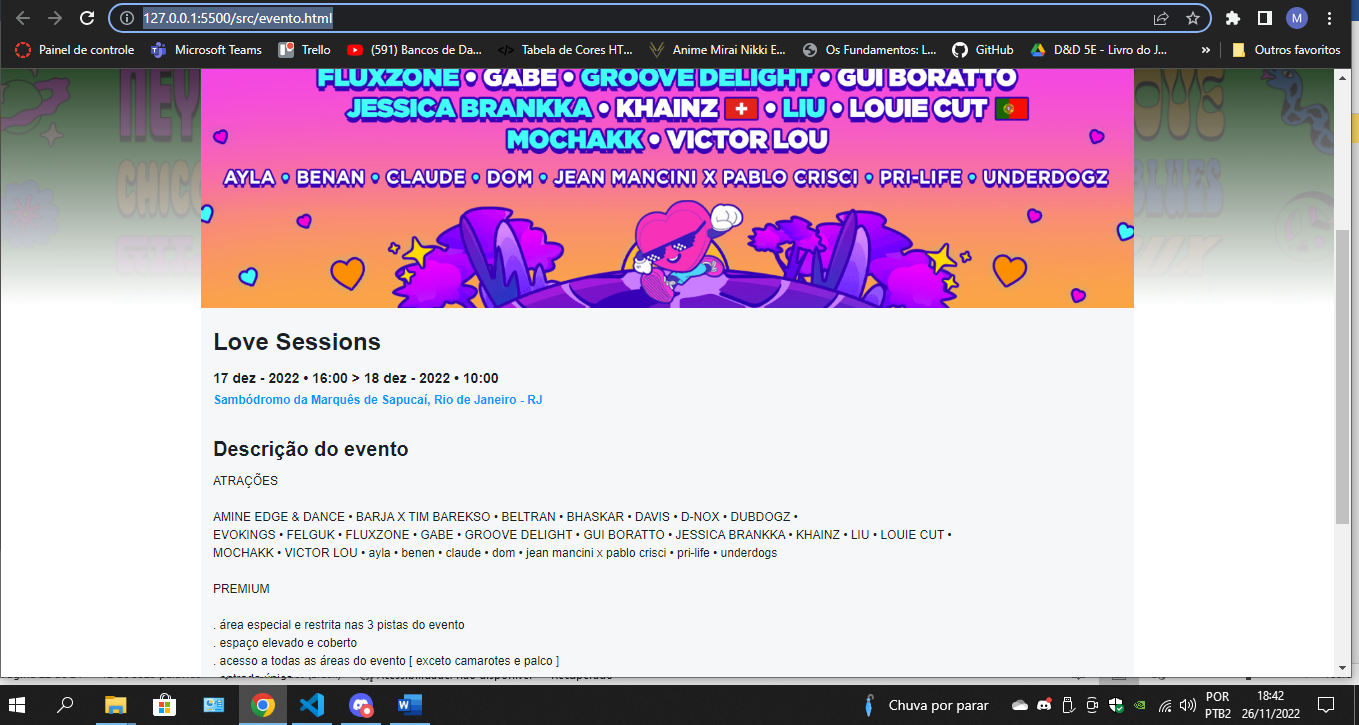 127.0.0.1:5500/src/evento.html
M
Painel de controle
Microsoft Teams
Trello
(591) Bancos de Da...
Tabela de Cores HT...
Anime Mirai Nikki E...
Os Fundamentos: L...
GitHub
D&D 5E - Livro do J...
»
Outros favoritos
FLUXZONE • GABE • GROOVE DELIGHT • GUI BORATTO
JESSICA BRANKKA • KHAINZ • LIU • LOUIE CUT
MOCHAKK • VICTOR LOU
AYLA • BENAN • CLAUDE • DOM • JEAN MANCINI X PABLO CRISCI • PRI-LIFE • UNDERDOGZ
Love Sessions
17 dez - 2022 • 16:00 > 18 dez - 2022 • 10:00
Sambódromo da Marquês de Sapucaí, Rio de Janeiro - RJ
Descrição do evento
ATRAÇÕES
AMINE EDGE & DANCE • BARJA X TIM BAREKSO • BELTRAN • BHASKAR • DAVIS • D-NOX • DUBDOGZ •
EVOKINGS • FELGUK • FLUXZONE • GABE • GROOVE DELIGHT • GUI BORATTO • JESSICA BRANKKA • KHAINZ • LIU • LOUIE CUT •
MOCHAKK • VICTOR LOU • ayla • benen • claude • dom • jean mancini x pablo crisci • pri-life • underdogs
PREMIUM
. área especial e restrita nas 3 pistas do evento
. espaço elevado e coberto
. acesso a todas as áreas do evento [ exceto camarotes e palco ]
Chuva por parar
POR
PTB2
18:42
26/11/2022